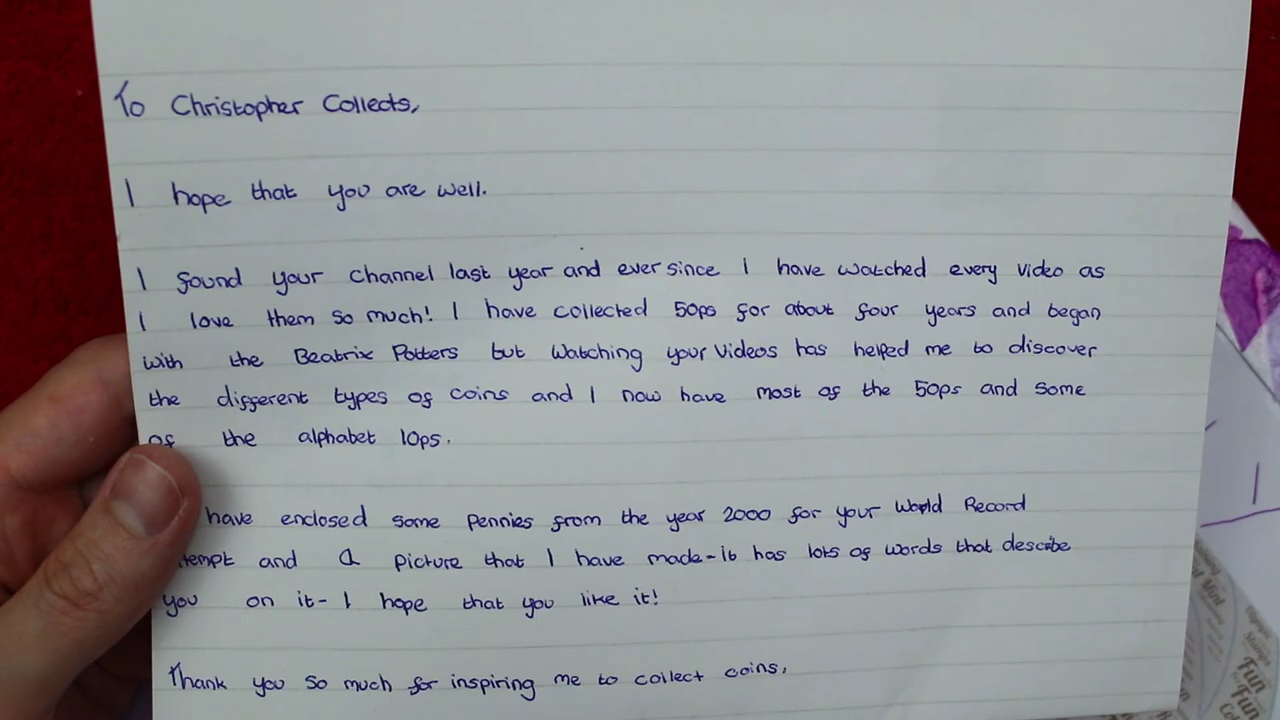 To Christopher Collects,
I hope that you are well.
I found your channel last year and ever since I have watched every video as
I love them so much! I have collected 50ps for about four years and began
with the Beatrix Potters but watching your videos has helped me to discover
the different types of coins and I now have most of the 50ps and some
of the alphabet 10ps.
have enclosed some pennies from the year 2000 for your World Record
tempt and a picture that I have made-it has lots of words that describe
you on it- I hope that you like it!
Thank you so much for inspiring me to collect coins,
Fun
Fun